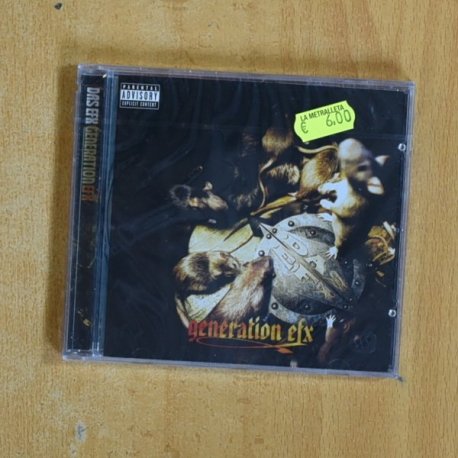 PARENTAL
ADVISORY
EXPLICIT CONTENT
LA METRALLETA
€ 6.00
DAS EFX GENERATION EFX
generation efx